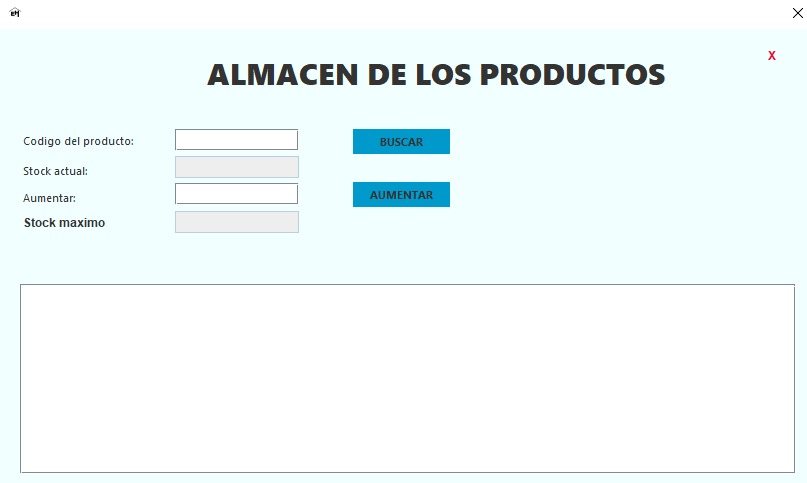 X
ALMACEN DE LOS PRODUCTOS
Codigo del producto:
BUSCAR
Stock actual:
Aumentar:
AUMENTAR
Stock maximo